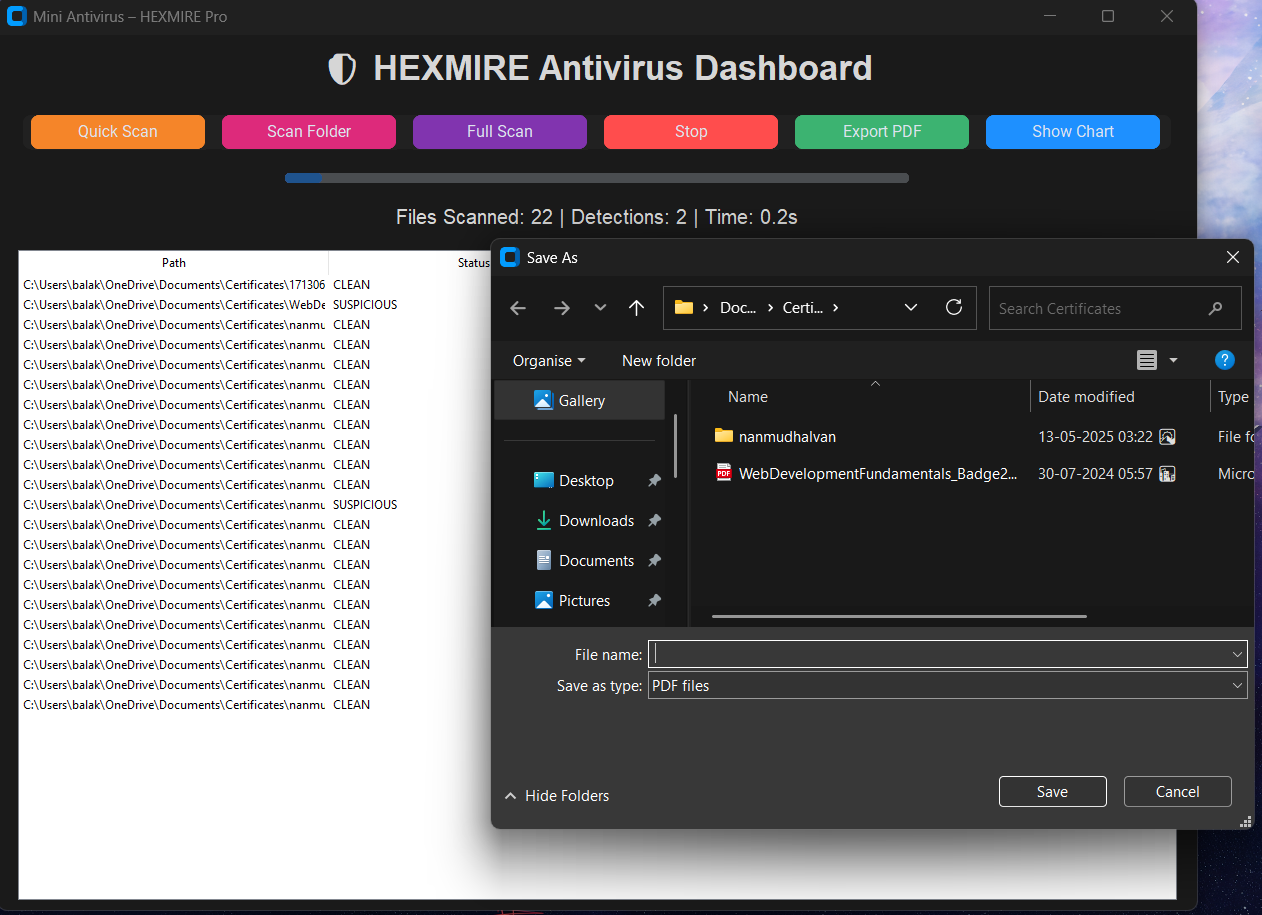 Mini Antivirus – HEXMIRE Pro
HEXMIRE Antivirus Dashboard
Quick Scan Scan Folder Full Scan Stop Export PDF Show Chart
Files Scanned: 22 | Detections: 2 | Time: 0.2s
Path Status
C:\Users\balak\OneDrive\Documents\Certificates\171306 CLEAN
C:\Users\balak\OneDrive\Documents\Certificates\WebDe SUSPICIOUS
C:\Users\balak\OneDrive\Documents\Certificates\nanmu CLEAN
C:\Users\balak\OneDrive\Documents\Certificates\nanmu CLEAN
C:\Users\balak\OneDrive\Documents\Certificates\nanmu CLEAN
C:\Users\balak\OneDrive\Documents\Certificates\nanmu CLEAN
C:\Users\balak\OneDrive\Documents\Certificates\nanmu CLEAN
C:\Users\balak\OneDrive\Documents\Certificates\nanmu CLEAN
C:\Users\balak\OneDrive\Documents\Certificates\nanmu CLEAN
C:\Users\balak\OneDrive\Documents\Certificates\nanmu CLEAN
C:\Users\balak\OneDrive\Documents\Certificates\nanmu CLEAN
C:\Users\balak\OneDrive\Documents\Certificates\nanmu SUSPICIOUS
C:\Users\balak\OneDrive\Documents\Certificates\nanmu CLEAN
C:\Users\balak\OneDrive\Documents\Certificates\nanmu CLEAN
C:\Users\balak\OneDrive\Documents\Certificates\nanmu CLEAN
C:\Users\balak\OneDrive\Documents\Certificates\nanmu CLEAN
C:\Users\balak\OneDrive\Documents\Certificates\nanmu CLEAN
C:\Users\balak\OneDrive\Documents\Certificates\nanmu CLEAN
C:\Users\balak\OneDrive\Documents\Certificates\nanmu CLEAN
C:\Users\balak\OneDrive\Documents\Certificates\nanmu CLEAN
C:\Users\balak\OneDrive\Documents\Certificates\nanmu CLEAN
C:\Users\balak\OneDrive\Documents\Certificates\nanmu CLEAN
Save As
Doc... Certi... Search Certificates
Organise New folder
Gallery
Desktop
Downloads
Documents
Pictures
Name Date modified Type
nanmudhalvan 13-05-2025 03:22 File fo
WebDevelopmentFundamentals_Badge2... 30-07-2024 05:57 Micro
File name:
Save as type: PDF files
Hide Folders Save Cancel